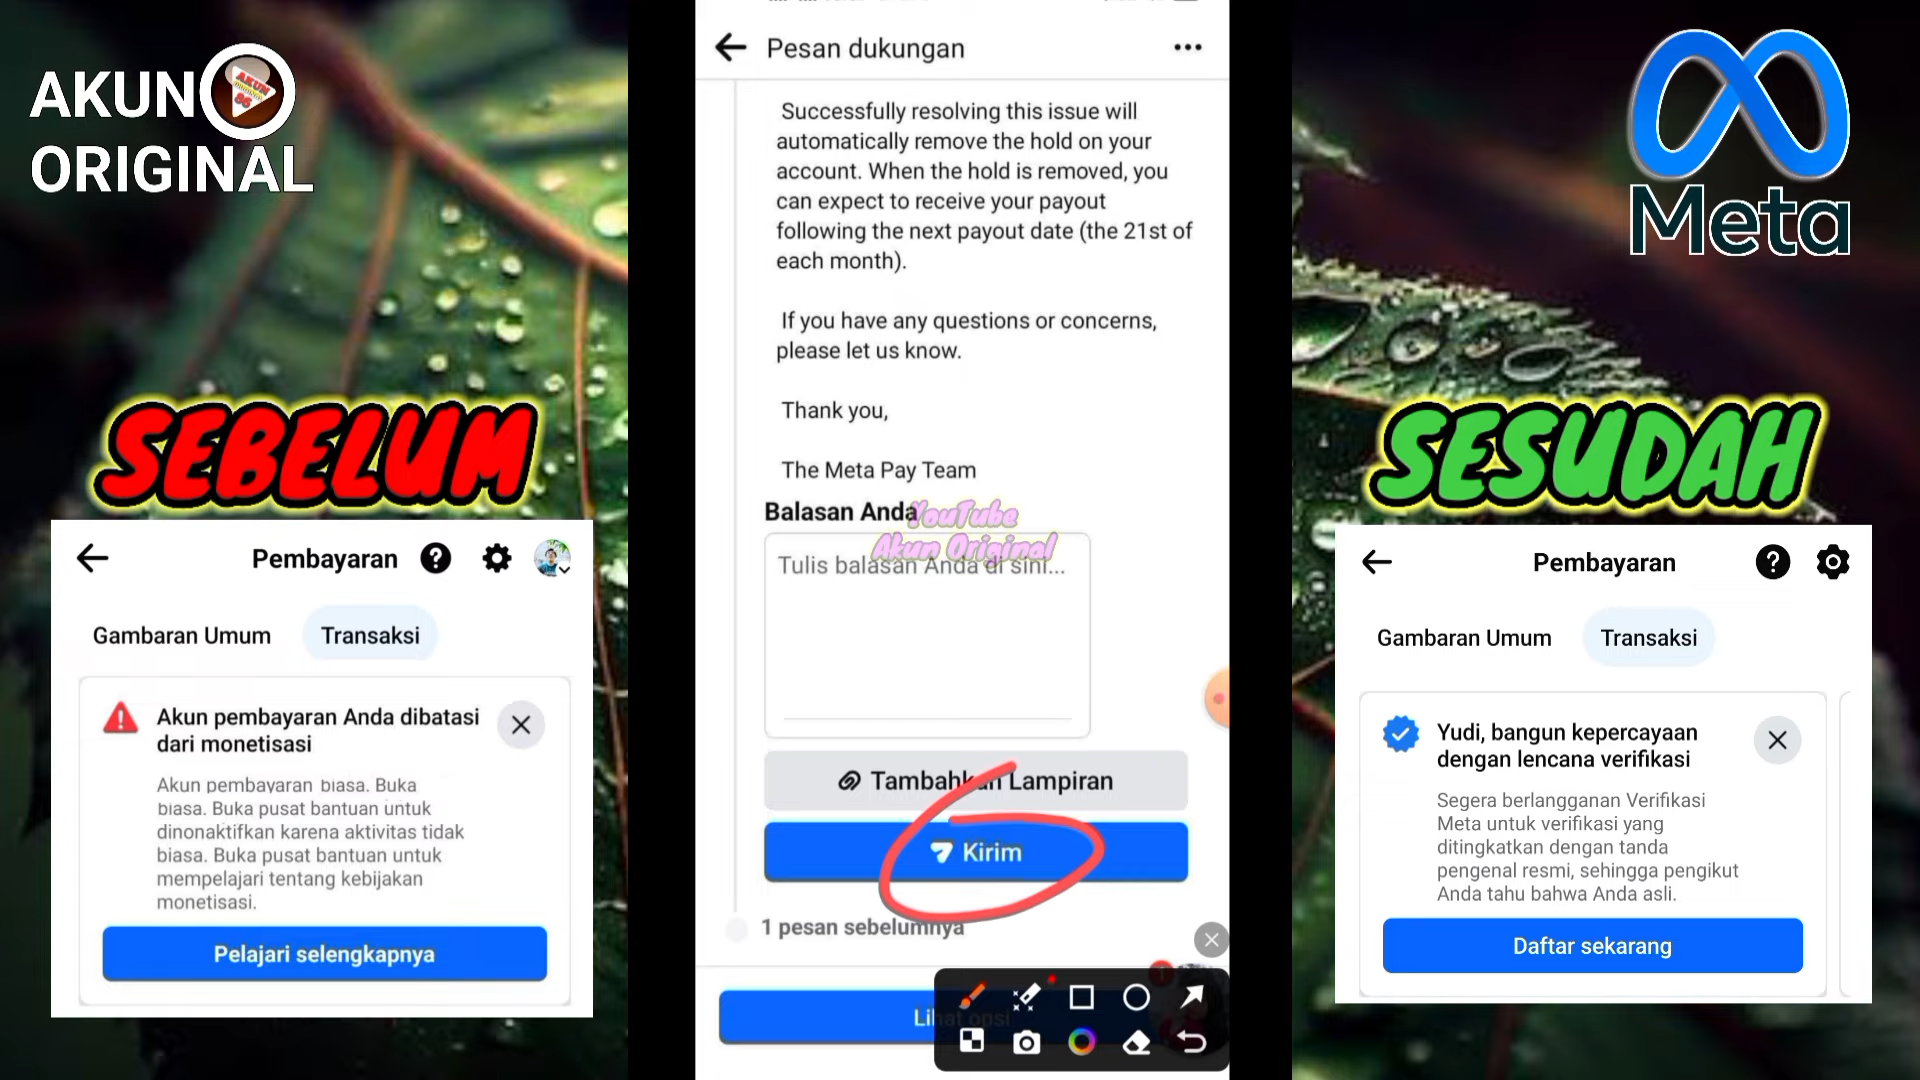 AKUN
ORIGINAL
AKUN
ORIGINAL
86
SEBELUM
Pembayaran
Gambaran Umum
Transaksi
Akun pembayaran Anda dibatasi
dari monetisasi
Akun pembayaran biasa. Buka
biasa. Buka pusat bantuan untuk
dinonaktifkan karena aktivitas tidak
biasa. Buka pusat bantuan untuk
mempelajari tentang kebijakan
monetisasi.
Pelajari selengkapnya
Pesan dukungan
Successfully resolving this issue will
automatically remove the hold on your
account. When the hold is removed, you
can expect to receive your payout
following the next payout date (the 21st of
each month).
If you have any questions or concerns,
please let us know.
Thank you,
The Meta Pay Team
Balasan Anda
YouTube
Akun Original
Tulis balasan Anda di sini...
Tambahkan Lampiran
Kirim
1 pesan sebelumnya
Lihat opsi
Meta
SESUDAH
Pembayaran
Gambaran Umum
Transaksi
Yudi, bangun kepercayaan
dengan lencana verifikasi
Segera berlangganan Verifikasi
Meta untuk verifikasi yang
ditingkatkan dengan tanda
pengenal resmi, sehingga pengikut
Anda tahu bahwa Anda asli.
Daftar sekarang